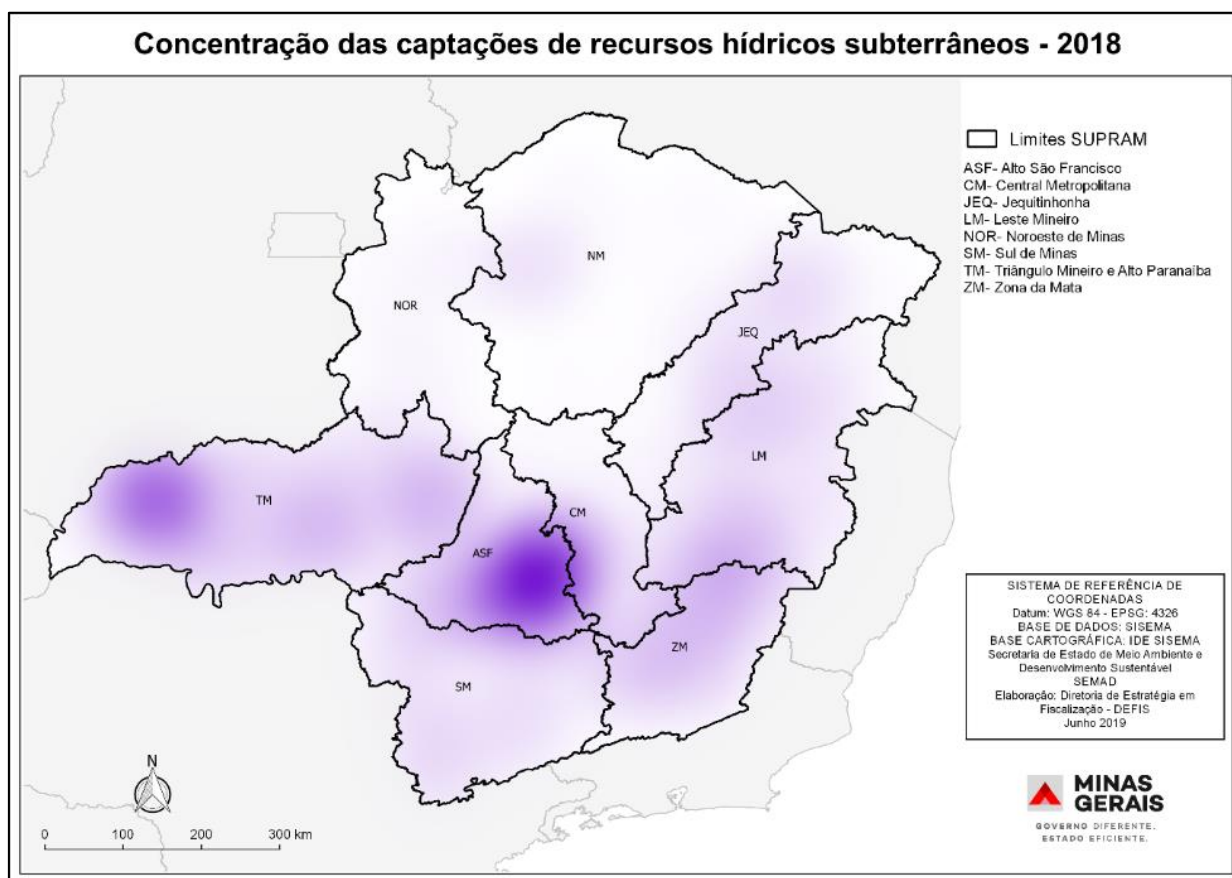 Concentração das captações de recursos hídricos subterrâneos - 2018
Limites SUPRAM
ASF- Alto São Francisco
CM- Central Metropolitana
JEQ- Jequitinhonha
LM- Leste Mineiro
NOR- Noroeste de Minas
SM- Sul de Minas
TM- Triângulo Mineiro e Alto Paranaíba
ZM- Zona da Mata
NM
NOR
JEQ
LM
TM
CM
ASF
ZM
SM
N
0 100 200 300 km
SISTEMA DE REFERÊNCIA DE
COORDENADAS
Datum: WGS 84 - EPSG: 4326
BASE DE DADOS: SISEMA
BASE CARTOGRÁFICA: IDE SISEMA
Secretaria de Estado de Meio Ambiente e
Desenvolvimento Sustentável
SEMAD
Elaboração: Diretoria de Estratégia em
Fiscalização - DEFIS
Junho 2019
MINAS
GERAIS
GOVERNO DIFERENTE.
ESTADO EFICIENTE.